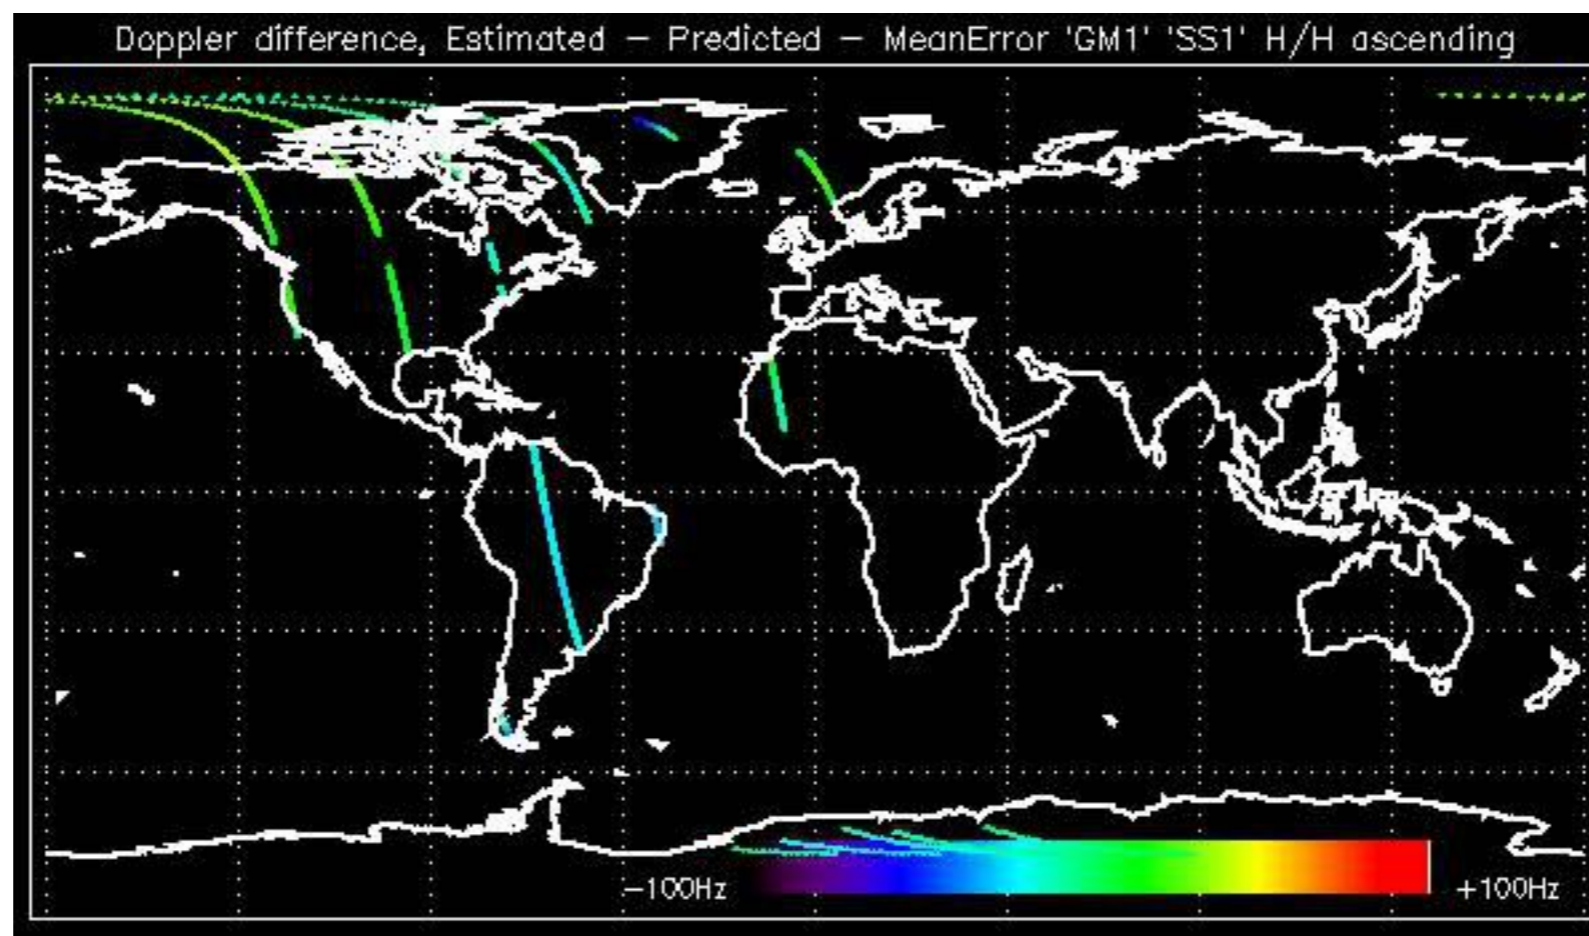 Doppler difference, Estimated – Predicted – MeanError 'GM1' 'SS1' H/H ascending
-100Hz +100Hz